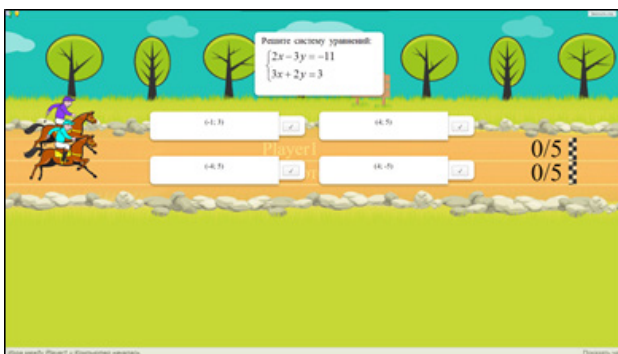 Решите систему уравнений:
2x − 3y = −11
3x + 2y = 3
(-1; 3)
(4; 5)
Player1
(-4; 5)
(4; -5)
0/5
0/5